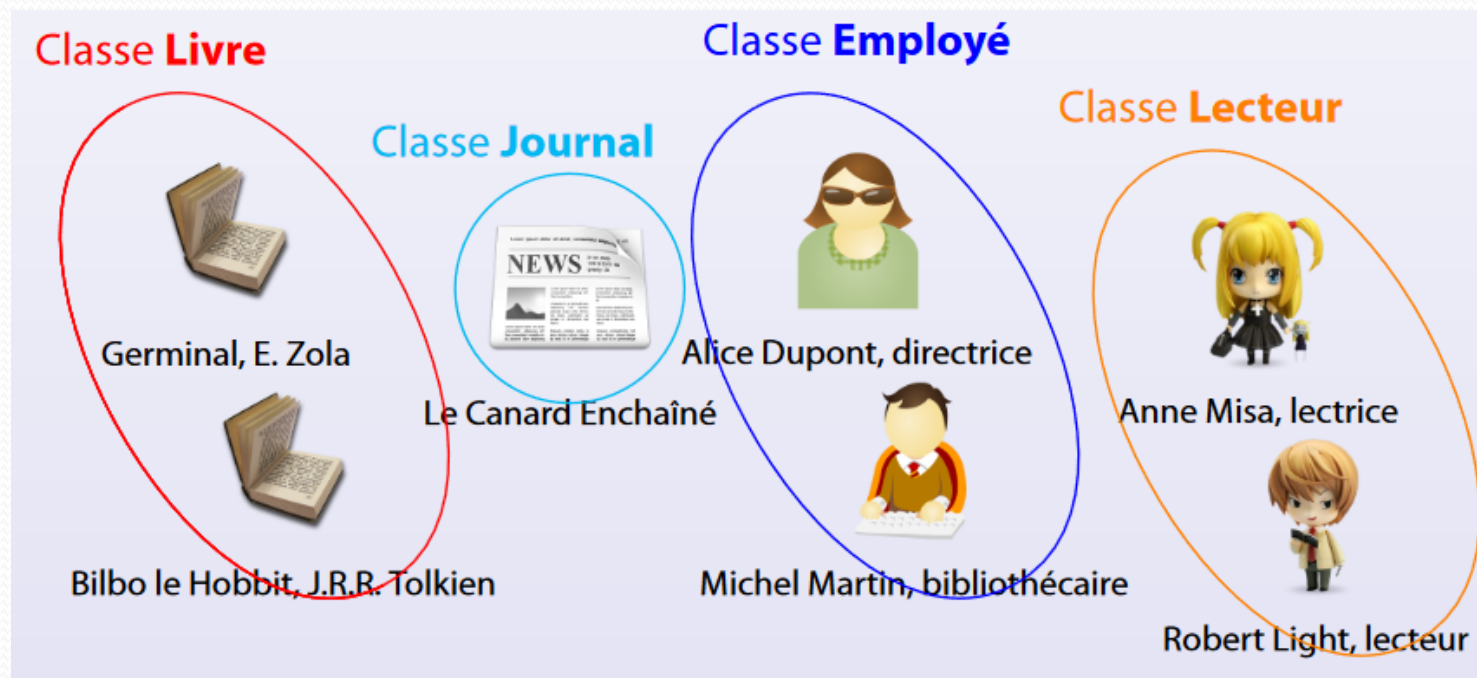 Classe Livre
Classe Employé
Classe Lecteur
Classe Journal
NEWS
Germinal, E. Zola
Alice Dupont, directrice
Le Canard Enchaîné
Anne Misa, lectrice
Bilbo le Hobbit, J.R.R. Tolkien
Michel Martin, bibliothécaire
Robert Light, lecteur